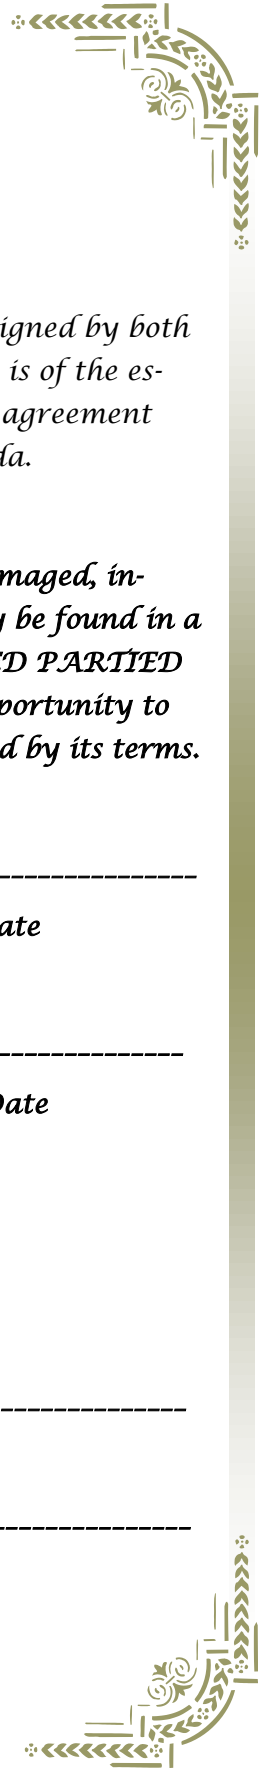 igned by both
is of the es-
agreement
da.
maged, in-
y be found in a
ED PARTIED
portunity to
d by its terms.
ate
Date